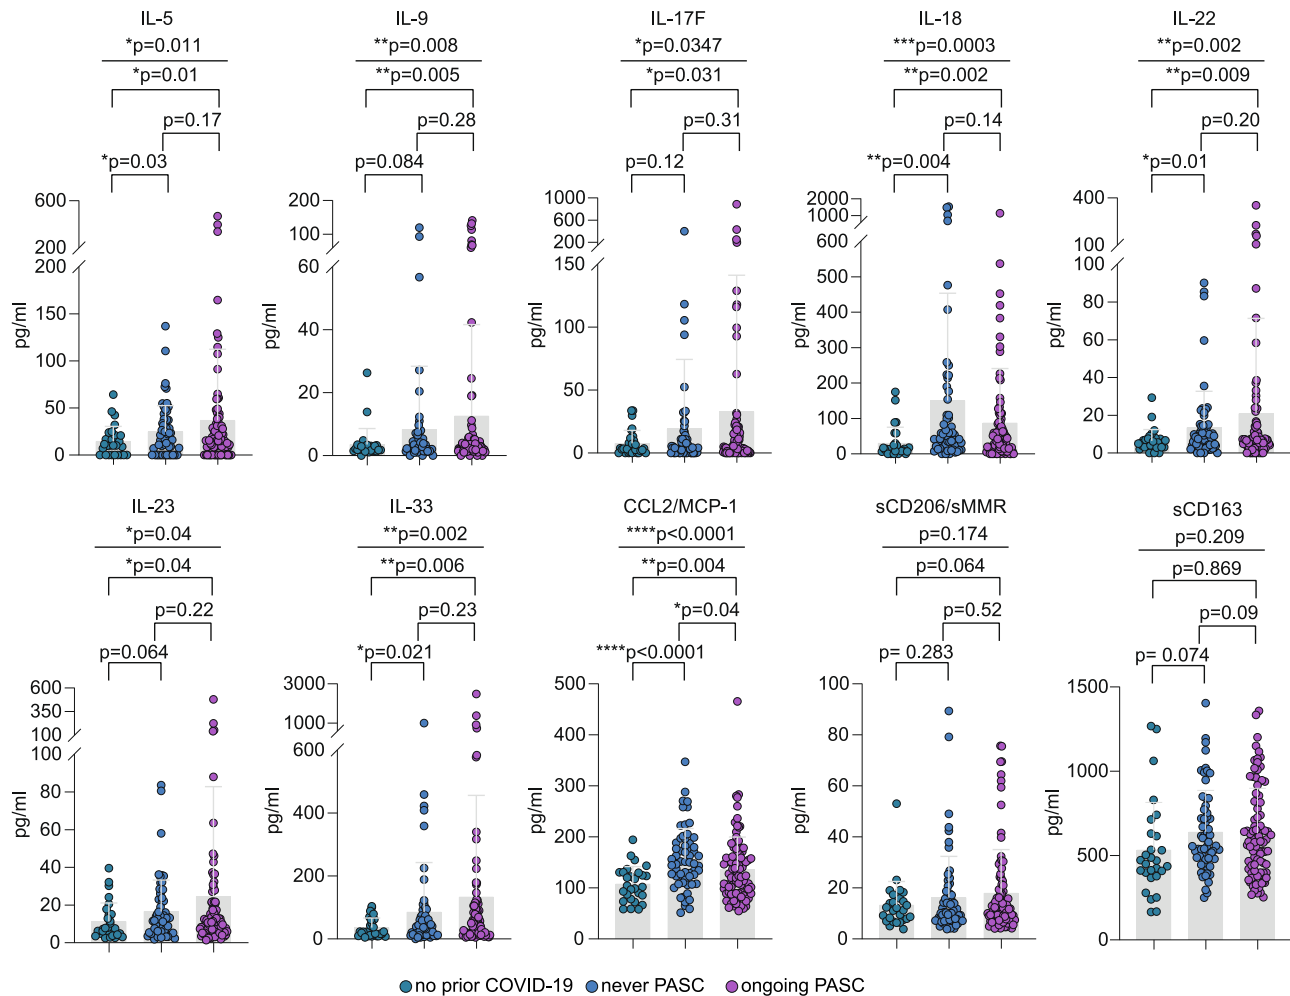 IL-5
*p=0.011
*p=0.01
p=0.17
*p=0.03
600
200
200
150
100
50
0
pg/ml
IL-9
**p=0.008
**p=0.005
p=0.28
p=0.084
200
100
60
40
20
0
pg/ml
IL-17F
*p=0.0347
*p=0.031
p=0.31
p=0.12
1000
600
200
150
100
50
0
pg/ml
IL-18
***p=0.0003
**p=0.002
p=0.14
**p=0.004
2000
1000
600
500
400
300
200
100
0
pg/ml
IL-22
**p=0.002
**p=0.009
p=0.20
*p=0.01
400
100
100
80
60
40
20
0
pg/ml
IL-23
*p=0.04
*p=0.04
p=0.22
p=0.064
600
350
100
100
80
60
40
20
0
pg/ml
IL-33
**p=0.002
**p=0.006
p=0.23
*p=0.021
3000
1000
600
400
200
0
pg/ml
CCL2/MCP-1
****p<0.0001
**p=0.004
*p=0.04
****p<0.0001
500
400
300
200
100
0
pg/ml
sCD206/sMMR
p=0.174
p=0.064
p=0.52
p= 0.283
100
80
60
40
20
0
pg/ml
sCD163
p=0.209
p=0.869
p=0.09
p= 0.074
1500
1000
500
0
pg/ml
no prior COVID-19 never PASC ongoing PASC